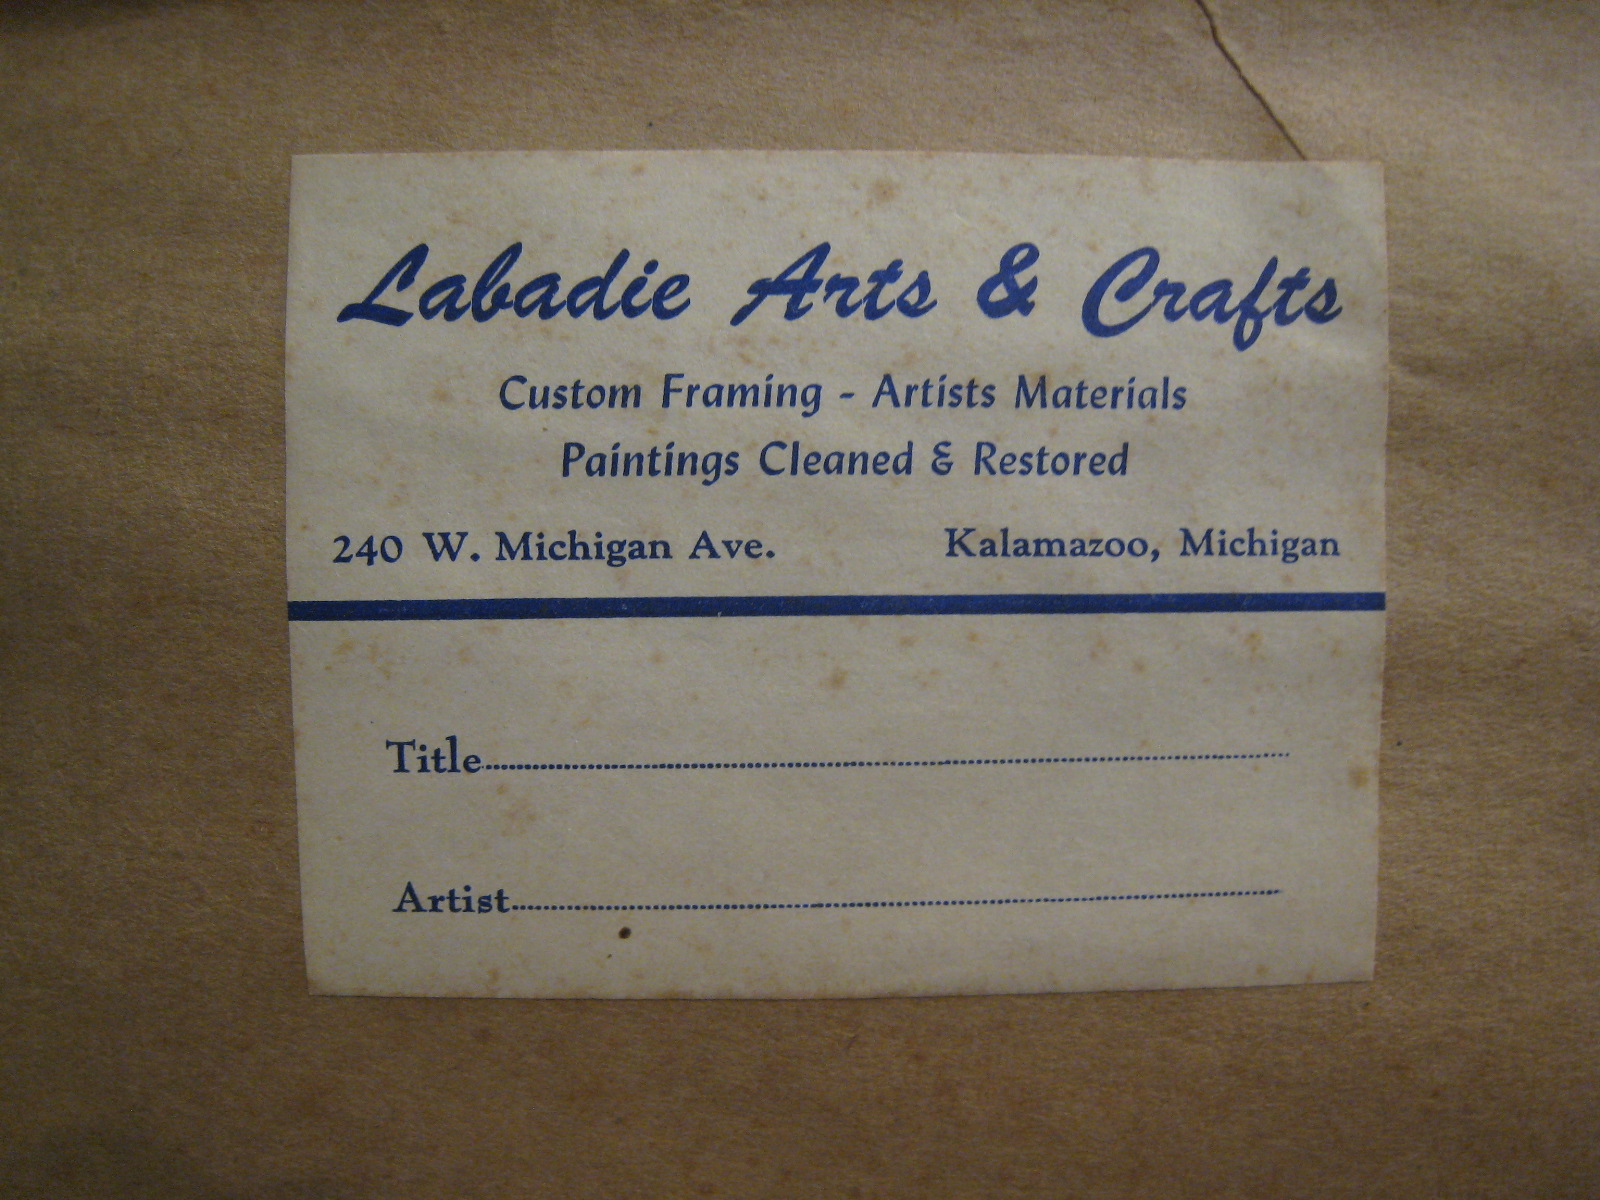 Labadie Arts & Crafts
Custom Framing - Artists Materials
Paintings Cleaned & Restored
240 W. Michigan Ave. Kalamazoo, Michigan
Title
Artist